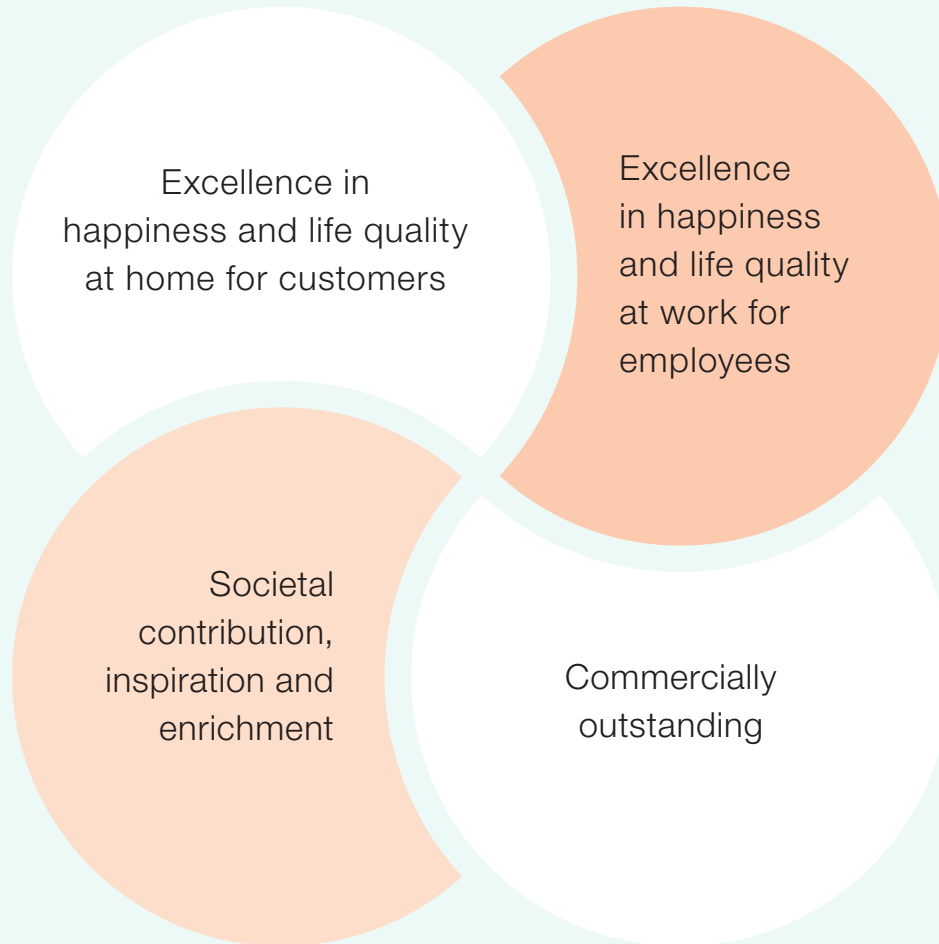 Excellence in
happiness and life quality
at home for customers
Excellence
in happiness
and life quality
at work for
employees
Societal
contribution,
inspiration and
enrichment
Commercially
outstanding